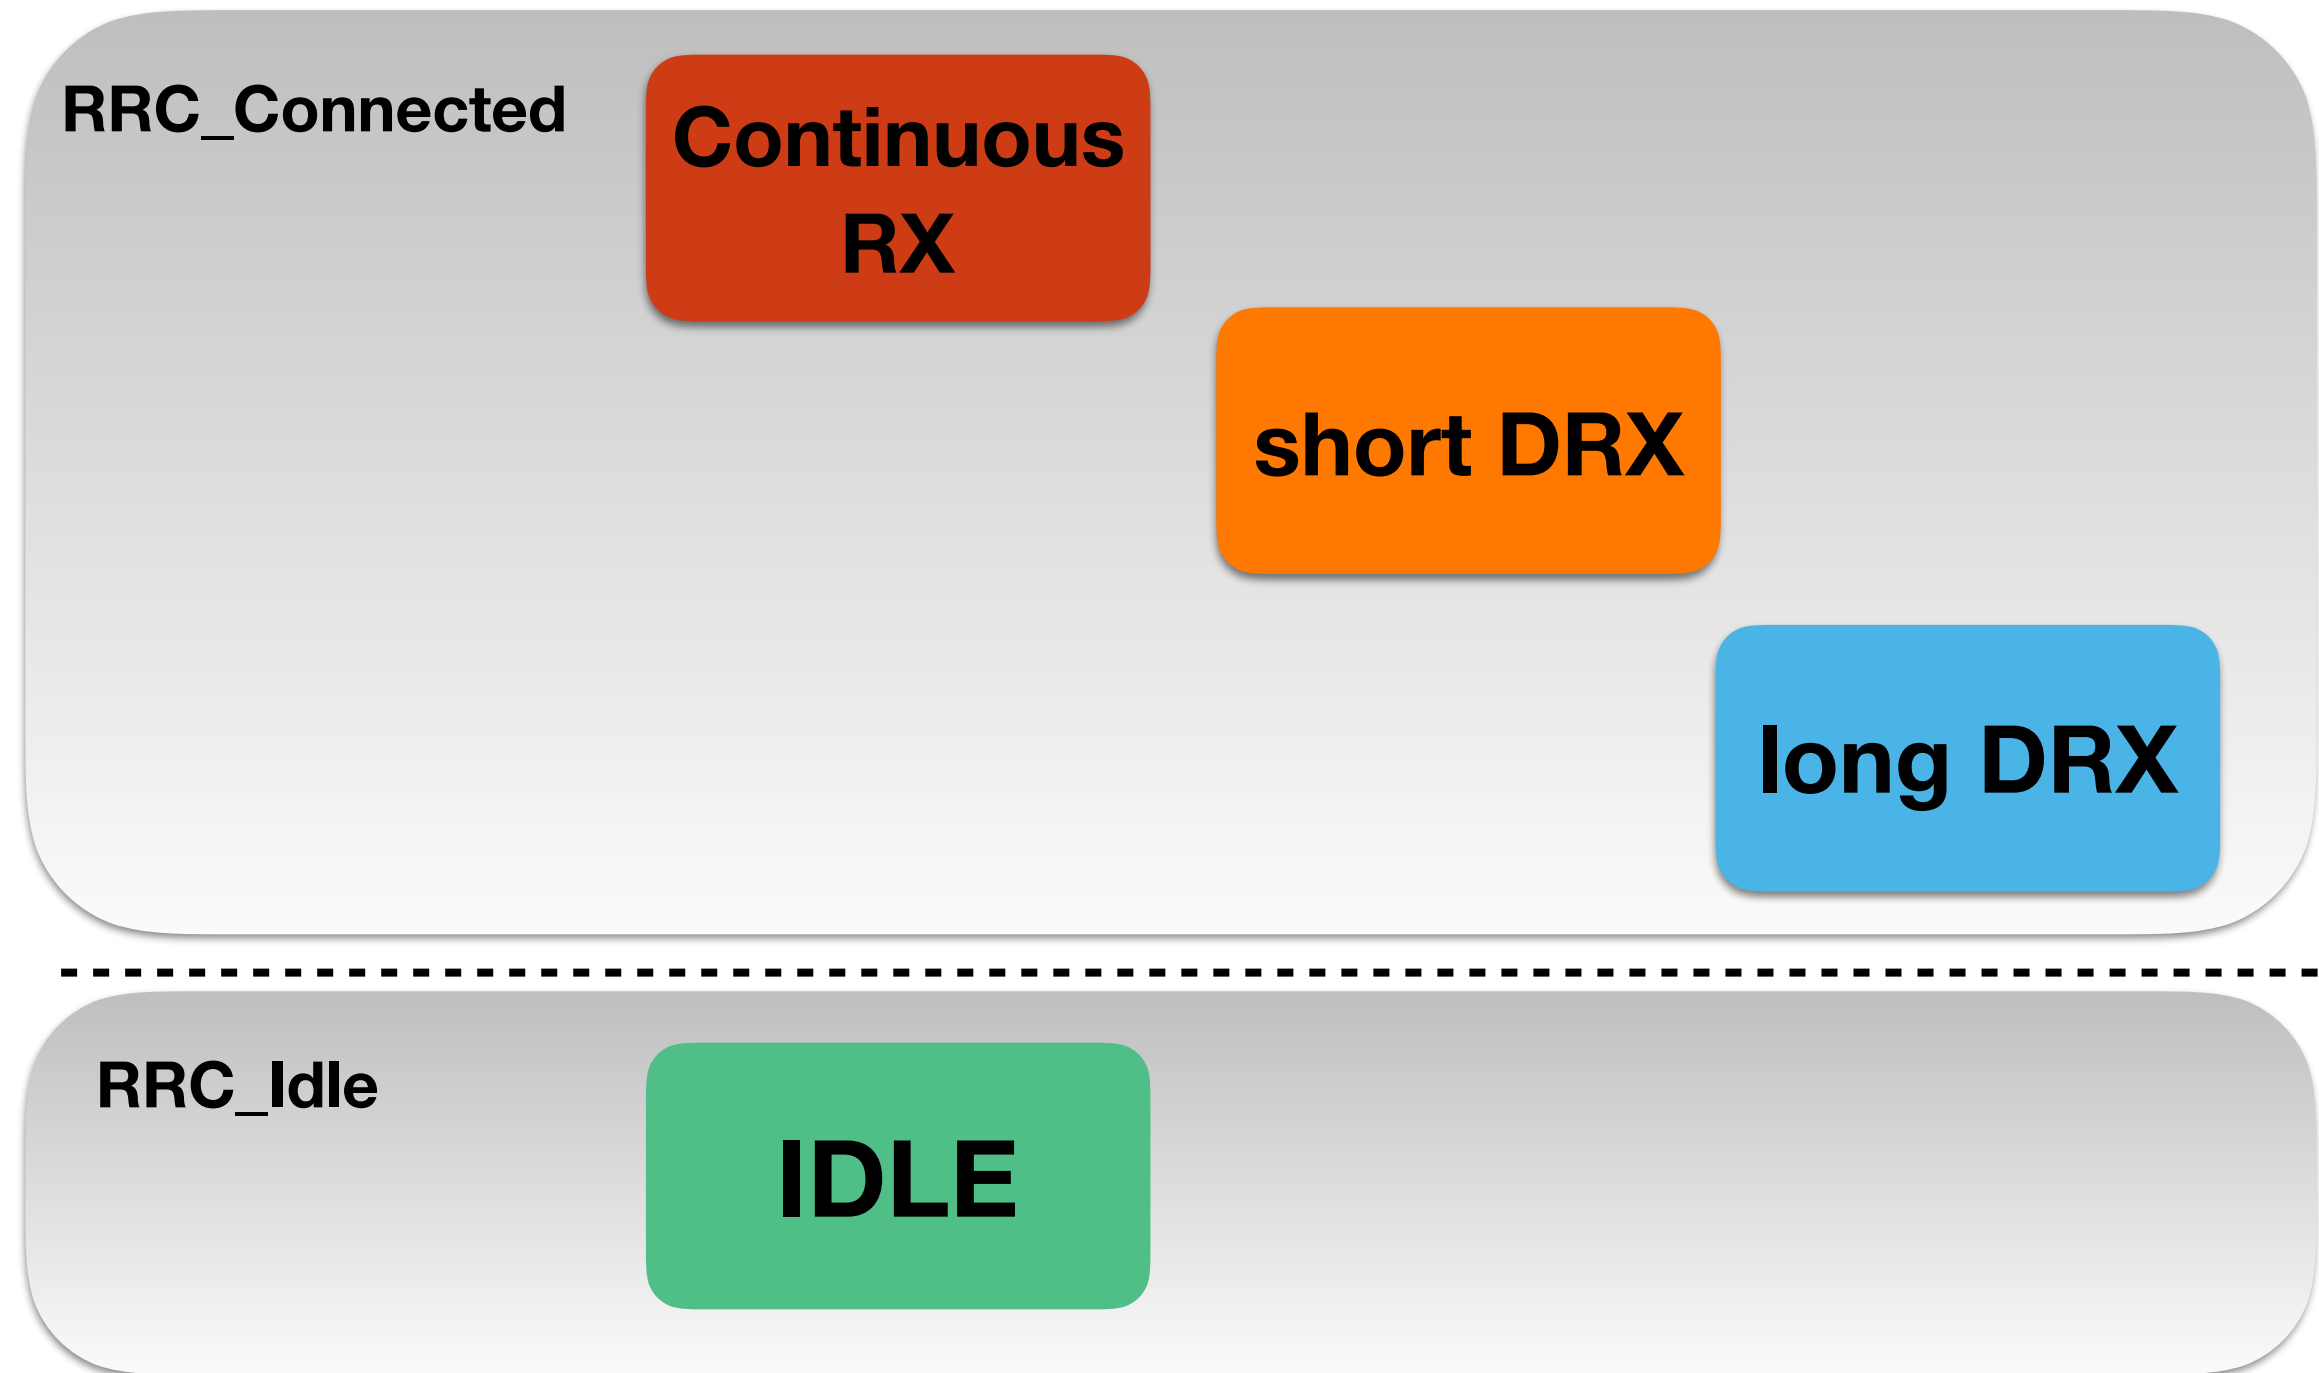 RRC_Connected
Continuous
RX
short DRX
long DRX
RRC_Idle
IDLE